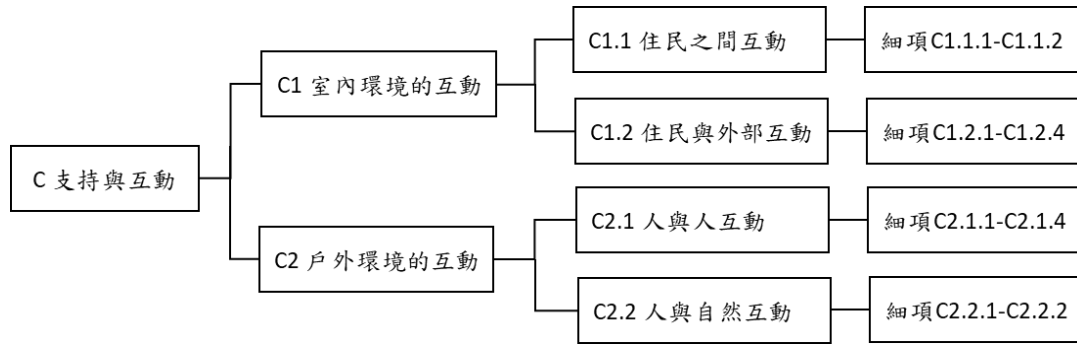 C 支持與互動
C1 室內環境的互動
C1.1 住民之間互動
細項C1.1.1-C1.1.2
C1.2 住民與外部互動
細項C1.2.1-C1.2.4
C2 戶外環境的互動
C2.1 人與人互動
細項C2.1.1-C2.1.4
C2.2 人與自然互動
細項C2.2.1-C2.2.2